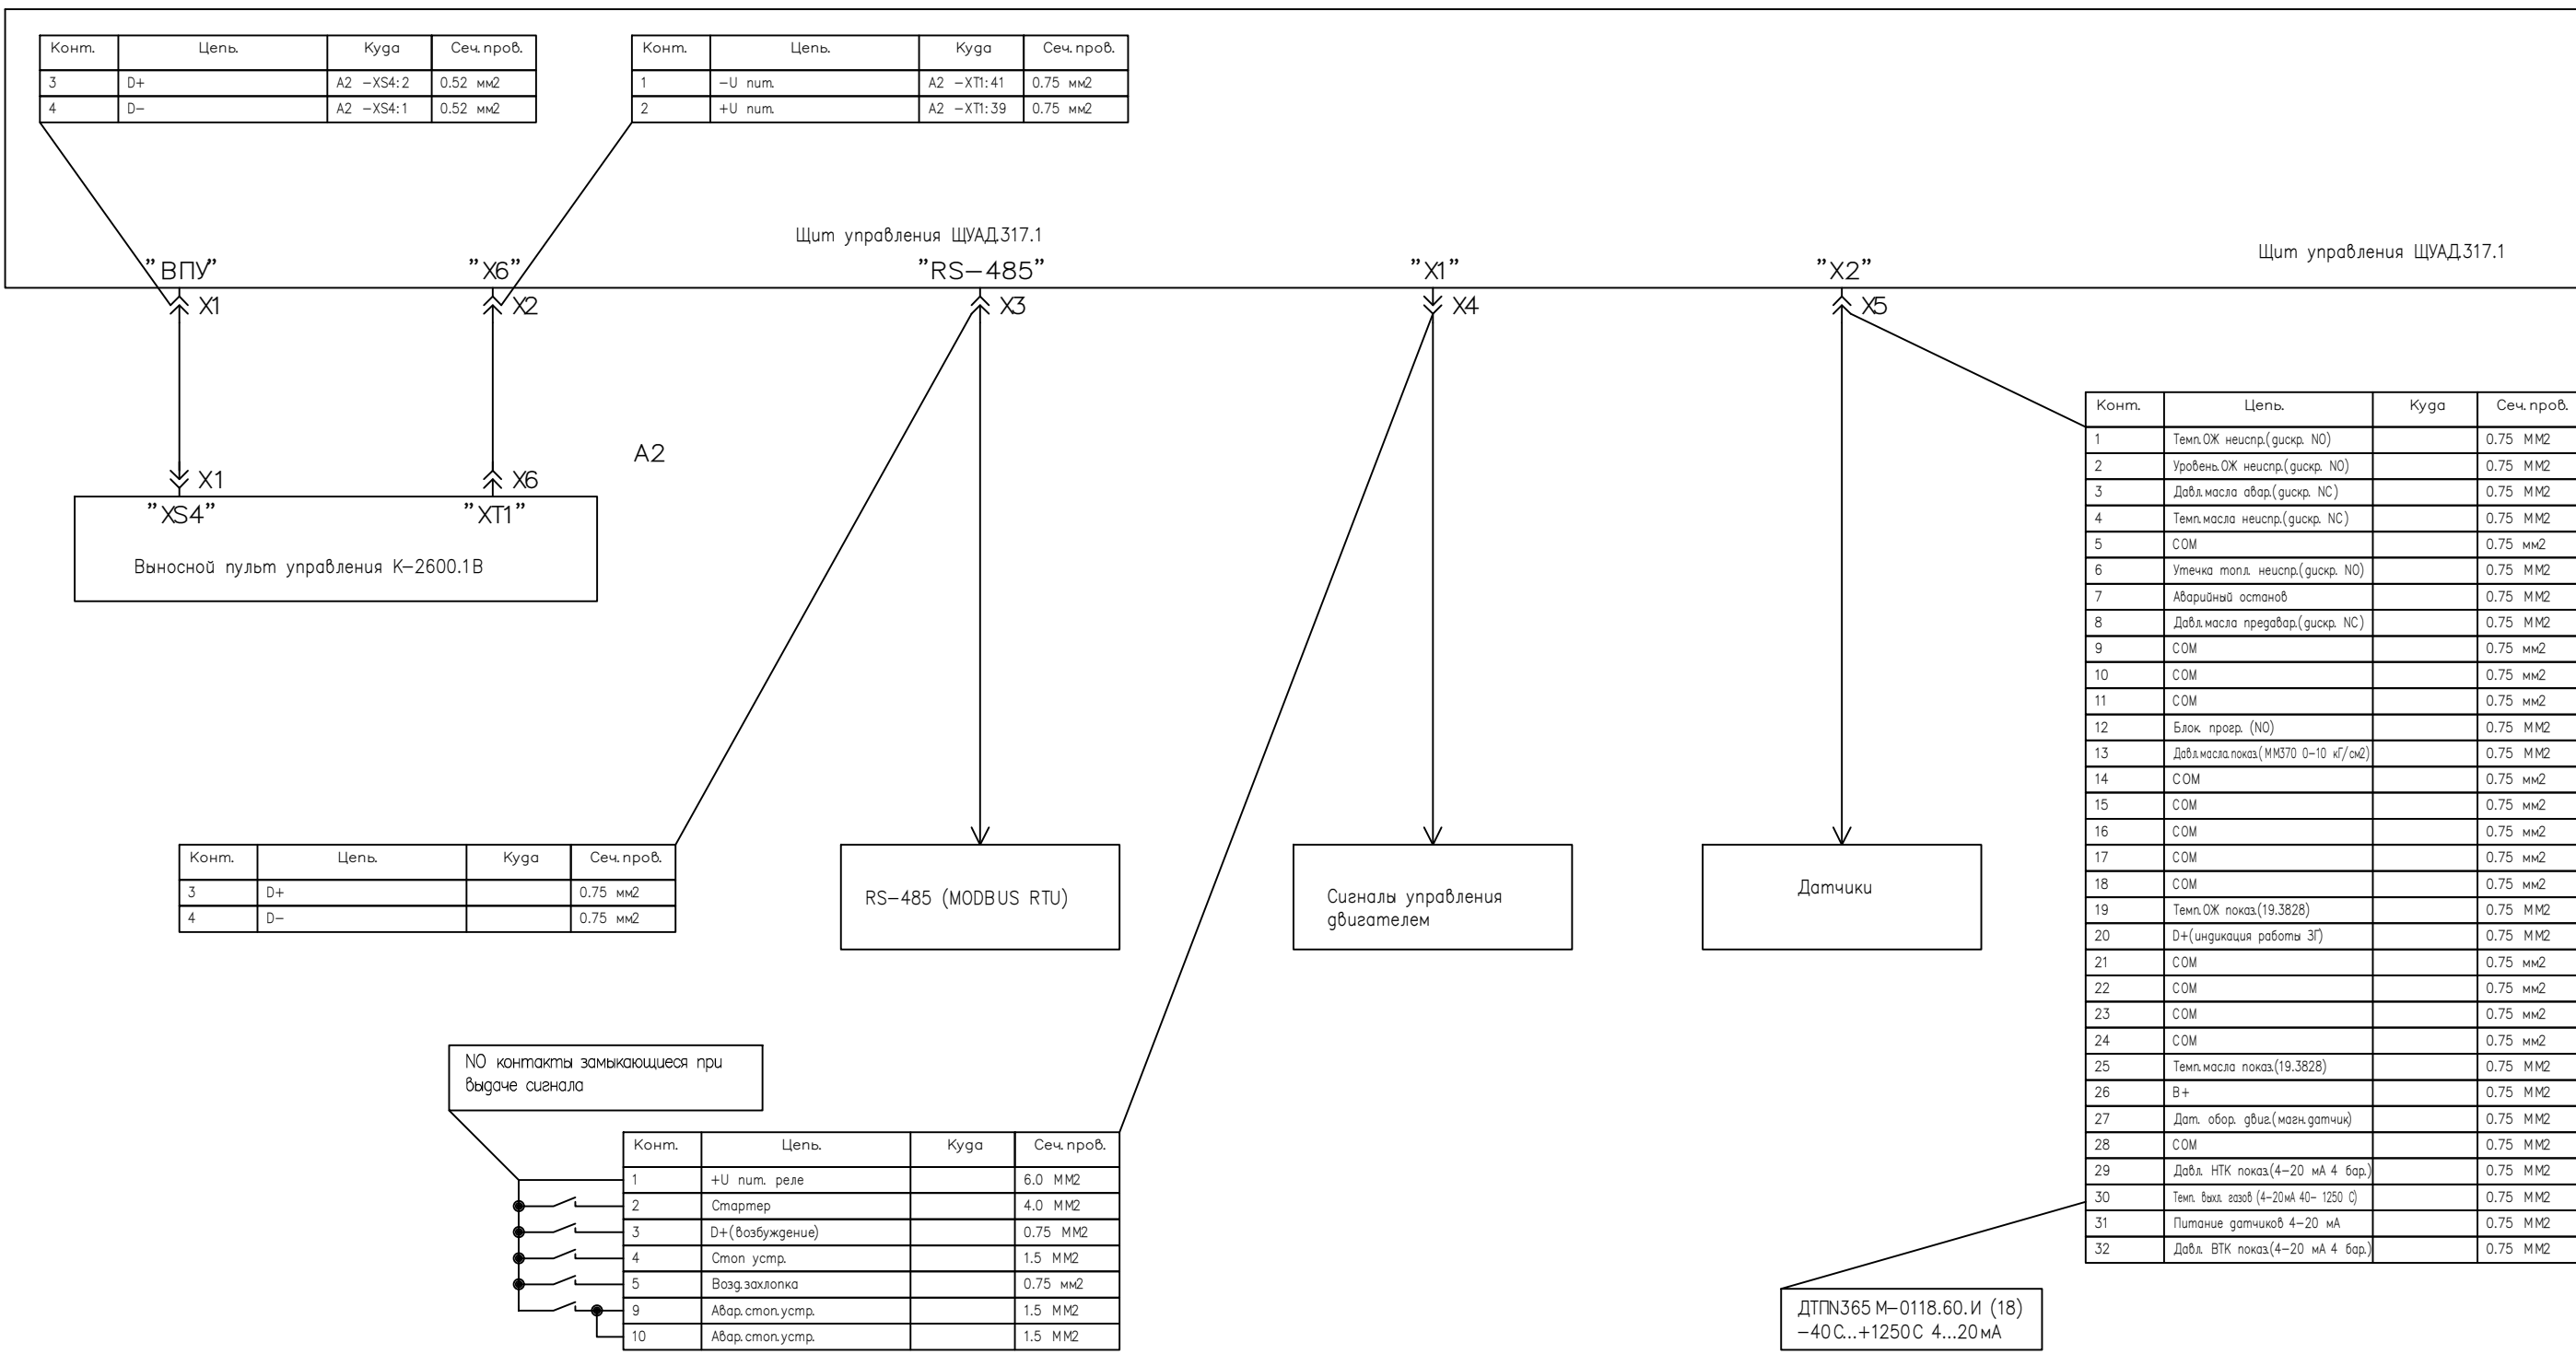 Конт. Цепь. Куда Сеч. пров.
3 D+ A2 -XS4:2 0.52 мм2
4 D- A2 -XS4:1 0.52 мм2
Конт. Цепь. Куда Сеч. пров.
1 -U пит. A2 -XT1:41 0.75 мм2
2 +U пит. A2 -XT1:39 0.75 мм2
Щит управления ЩУАД.317.1
Щит управления ЩУАД.317.1
"ВПУ" "X6" "RS-485" "X1" "X2"
X1 X2 X3 X4 X5
A2
X1 X6
"XS4" "XT1"
Выносной пульт управления К-2600.1В
Конт. Цепь. Куда Сеч. пров.
1 Темп.ОЖ неиспр.(дискр. NO) 0.75 ММ2
2 Уровень.ОЖ неиспр.(дискр. NO) 0.75 ММ2
3 Давл.масла авар.(дискр. NC) 0.75 ММ2
4 Темп.масла неиспр.(дискр. NC) 0.75 ММ2
5 COM 0.75 мм2
6 Утечка топл. неиспр.(дискр. NO) 0.75 ММ2
7 Аварийный останов 0.75 ММ2
8 Давл.масла предавар.(дискр. NC) 0.75 ММ2
9 COM 0.75 мм2
10 COM 0.75 мм2
11 COM 0.75 мм2
12 Блок. прогр. (NO) 0.75 ММ2
13 Давл.масла.показ.(ММ370 0-10 кГ/см2) 0.75 ММ2
14 COM 0.75 мм2
15 COM 0.75 мм2
16 COM 0.75 мм2
17 COM 0.75 мм2
18 COM 0.75 мм2
19 Темп.ОЖ показ.(19.3828) 0.75 ММ2
20 D+(индикация работы ЗГ) 0.75 ММ2
21 COM 0.75 мм2
22 COM 0.75 мм2
23 COM 0.75 мм2
24 COM 0.75 мм2
25 Темп.масла показ.(19.3828) 0.75 ММ2
26 B+ 0.75 ММ2
27 Дат. обор. двиг.(магн.датчик) 0.75 ММ2
28 COM 0.75 ММ2
29 Давл. НТК показ.(4-20 мА 4 бар.) 0.75 ММ2
30 Темп. выхл. газов (4-20мА 40- 1250 С) 0.75 ММ2
31 Питание датчиков 4-20 мА 0.75 ММ2
32 Давл. ВТК показ.(4-20 мА 4 бар.) 0.75 ММ2
Конт. Цепь. Куда Сеч. пров.
3 D+ 0.75 мм2
4 D- 0.75 мм2
RS-485 (MODBUS RTU)
Сигналы управления
двигателем
Датчики
NO контакты замыкающиеся при
выдаче сигнала
Конт. Цепь. Куда Сеч. пров.
1 +U пит. реле 6.0 ММ2
2 Стартер 4.0 ММ2
3 D+(возбуждение) 0.75 ММ2
4 Стоп устр. 1.5 ММ2
5 Возд.захлопка 0.75 мм2
9 Авар.стоп.устр. 1.5 ММ2
10 Авар.стоп.устр. 1.5 ММ2
ДТПN365 М-0118.60.И (18)
-40С...+1250С 4...20мА